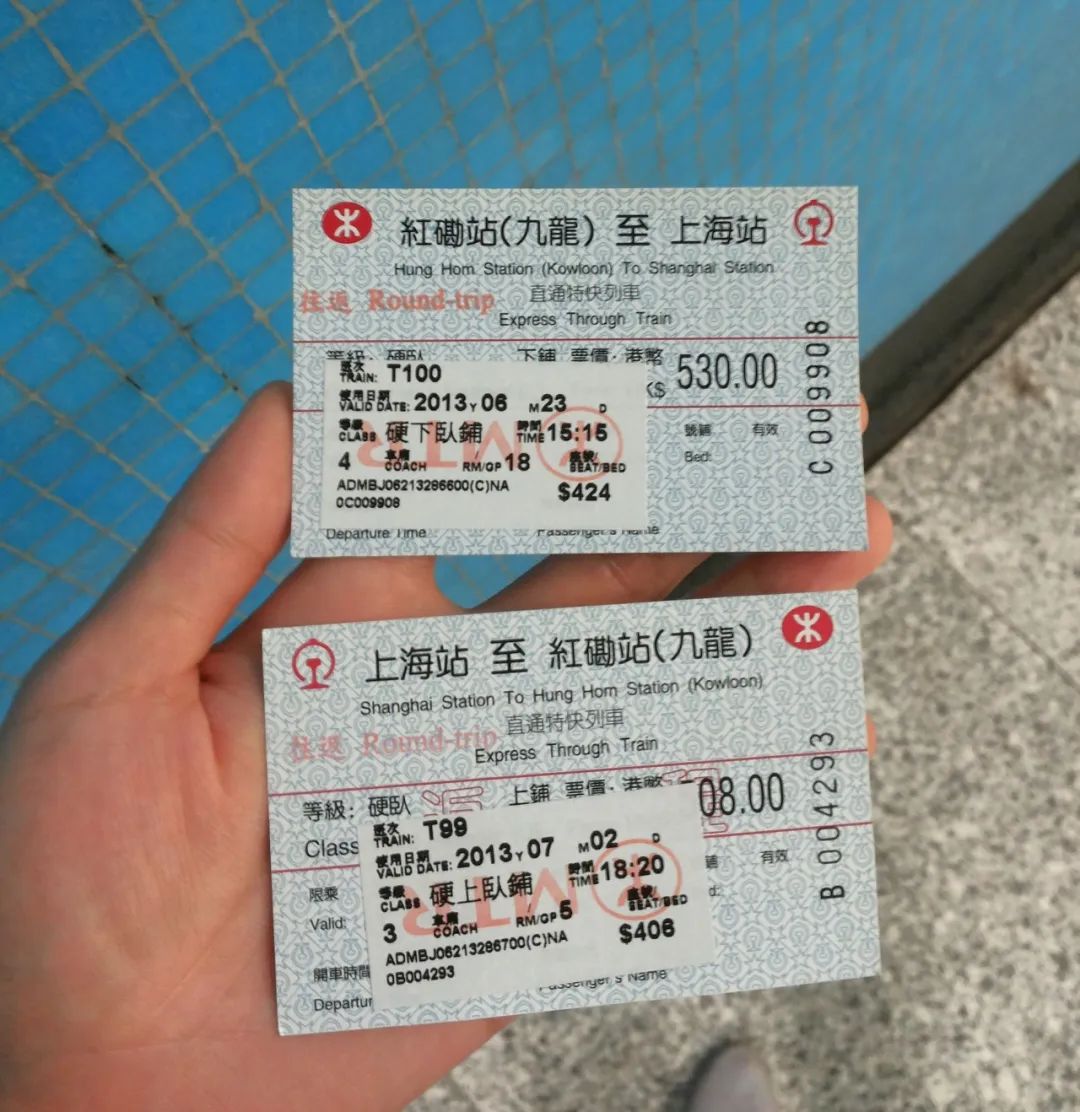 紅磡站(九龍) 至 上海站
Hung Hom Station (Kowloon) To Shanghai Station
往返 Round-trip 直通特快列車
Express Through Train
等級: 硬臥 下鋪 票價: 港幣 530.00
K$
班次
TRAIN: T100
使用日期
VALID DATE: 2013 Y 06 M 23 D
等級
CLASS 硬下臥鋪 時間
TIME 15:15
4 車廂
COACH RM/GP 18 座號/
SEAT/BED
ADMBJ06213286600(C)NA $424
0C009908
MTR
號鋪 有效
Bed:
Departure Time Passenger's Name
C 009908
上海站 至 紅磡站(九龍)
Shanghai Station To Hung Hom Station (Kowloon)
往返 Round-trip 直通特快列車
Express Through Train
等級: 硬臥 上鋪 票價: 港幣 08.00
Class
班次
TRAIN: T99
使用日期
VALID DATE: 2013 Y 07 M 02 D
等級
CLASS 硬上臥鋪 時間
TIME 18:20
3 車廂
COACH RM/GP 5 座號/
SEAT/BED
ADMBJ06213286700(C)NA $406
0B004293
MTR
限乘
Valid:
鋪 有效
d:
開車時間
Departur Passenger's Name
B 004293